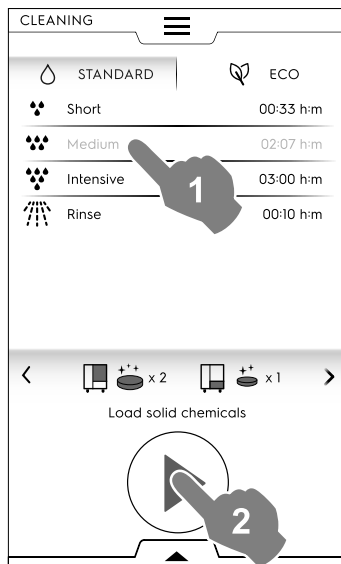 CLEANING
STANDARD ECO
Short 00:33 h:m
Medium 02:07 h:m
Intensive 03:00 h:m
1
Rinse 00:10 h:m
x 2 x 1
Load solid chemicals
2